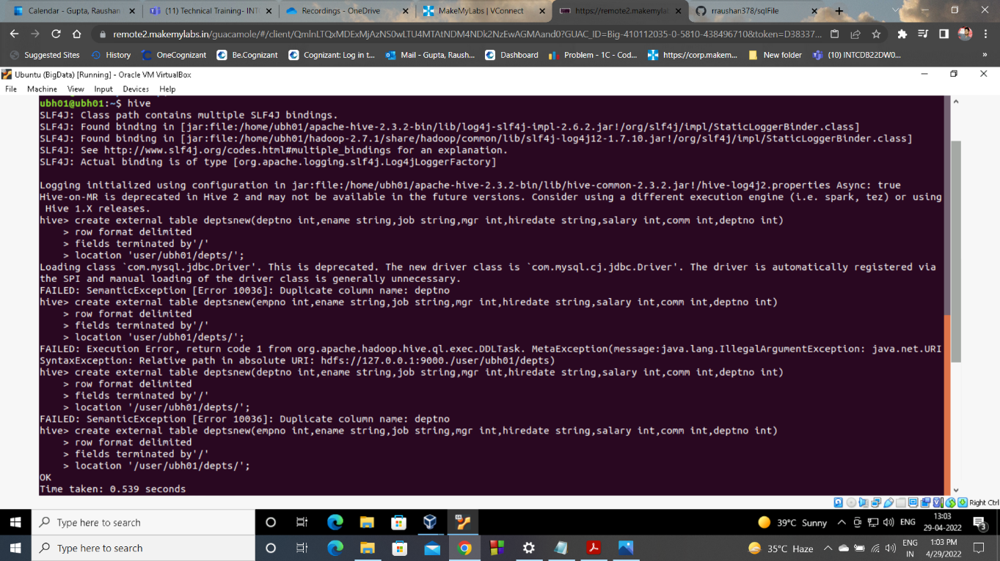 Calendar - Gupta, Raushan
(11) Technical Training- INT
Recordings - OneDrive
MakeMyLabs | VConnect
https://remote2.makemylab
rraushan378/sqlFile
remote2.makemylabs.in/guacamole/#/client/QmlnLTQxMDExMjAzNS0wLTU4MTAtNDM4NDk2NzEwAGMAand0?GUAC_ID=Big-410112035-0-5810-438496710&token=D38337...
Suggested Sites
History
OneCognizant
Be.Cognizant
Cognizant: Log in t...
Mail - Gupta, Raush...
Dashboard
Problem - 1C - Cod...
https://corp.makem...
New folder
(10) INTCDB22DW0...
»
Ubuntu (BigData) [Running] - Oracle VM VirtualBox
File Machine View Input Devices Help
ubh01@ubh01:~$ hive
SLF4J: Class path contains multiple SLF4J bindings.
SLF4J: Found binding in [jar:file:/home/ubh01/apache-hive-2.3.2-bin/lib/log4j-slf4j-impl-2.6.2.jar!/org/slf4j/impl/StaticLoggerBinder.class]
SLF4J: Found binding in [jar:file:/home/ubh01/hadoop-2.7.1/share/hadoop/common/lib/slf4j-log4j12-1.7.10.jar!/org/slf4j/impl/StaticLoggerBinder.class]
SLF4J: See http://www.slf4j.org/codes.html#multiple_bindings for an explanation.
SLF4J: Actual binding is of type [org.apache.logging.slf4j.Log4jLoggerFactory]
Logging initialized using configuration in jar:file:/home/ubh01/apache-hive-2.3.2-bin/lib/hive-common-2.3.2.jar!/hive-log4j2.properties Async: true
Hive-on-MR is deprecated in Hive 2 and may not be available in the future versions. Consider using a different execution engine (i.e. spark, tez) or using
Hive 1.X releases.
hive> create external table deptsnew(deptno int,ename string,job string,mgr int,hiredate string,salary int,comm int,deptno int)
> row format delimited
> fields terminated by'/'
> location 'user/ubh01/depts/';
Loading class `com.mysql.jdbc.Driver'. This is deprecated. The new driver class is `com.mysql.cj.jdbc.Driver'. The driver is automatically registered via
the SPI and manual loading of the driver class is generally unnecessary.
FAILED: SemanticException [Error 10036]: Duplicate column name: deptno
hive> create external table deptsnew(empno int,ename string,job string,mgr int,hiredate string,salary int,comm int,deptno int)
> row format delimited
> fields terminated by'/'
> location 'user/ubh01/depts/';
FAILED: Execution Error, return code 1 from org.apache.hadoop.hive.ql.exec.DDLTask. MetaException(message:java.lang.IllegalArgumentException: java.net.URI
SyntaxException: Relative path in absolute URI: hdfs://127.0.0.1:9000./user/ubh01/depts)
hive> create external table deptsnew(deptno int,ename string,job string,mgr int,hiredate string,salary int,comm int,deptno int)
> row format delimited
> fields terminated by'/'
> location '/user/ubh01/depts/';
FAILED: SemanticException [Error 10036]: Duplicate column name: deptno
hive> create external table deptsnew(empno int,ename string,job string,mgr int,hiredate string,salary int,comm int,deptno int)
> row format delimited
> fields terminated by'/'
> location '/user/ubh01/depts/';
OK
Time taken: 0.539 seconds
Right Ctrl
Type here to search
39°C Sunny
ENG
13:03
29-04-2022
3
Type here to search
35°C Haze
ENG
IN
1:03 PM
4/29/2022